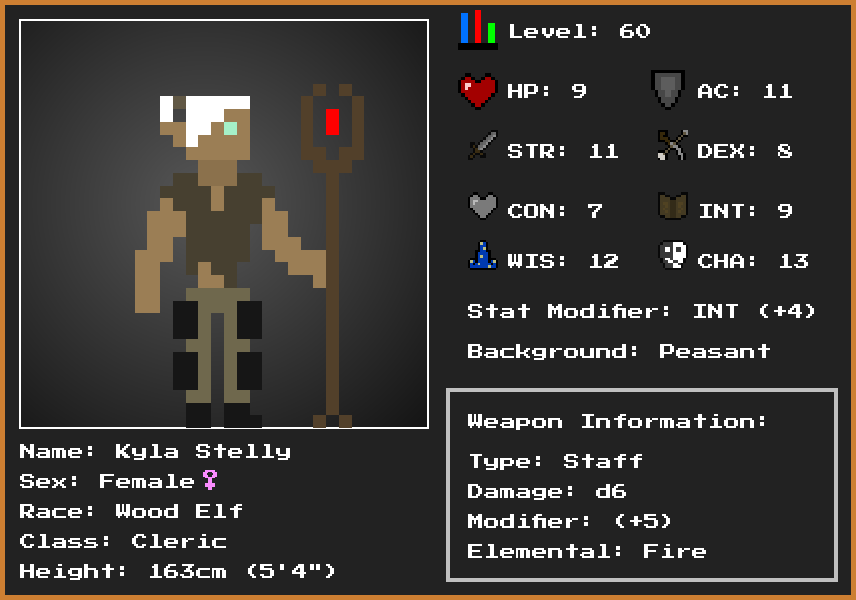 Level: 60
HP: 9 AC: 11
STR: 11 DEX: 8
CON: 7 INT: 9
WIS: 12 CHA: 13
Stat Modifier: INT (+4)
Background: Peasant
Weapon Information:
Type: Staff
Damage: d6
Modifier: (+5)
Elemental: Fire
Name: Kyla Stelly
Sex: Female♀
Race: Wood Elf
Class: Cleric
Height: 163cm (5'4")